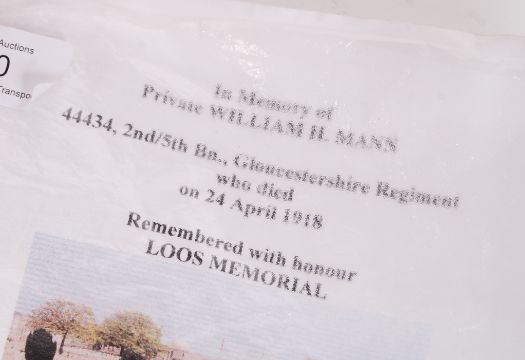 Auctions
0
Transpo
In Memory of
Private WILLIAM H. MANN
44434, 2nd/5th Bn., Gloucestershire Regiment
who died
on 24 April 1918
Remembered with honour
LOOS MEMORIAL